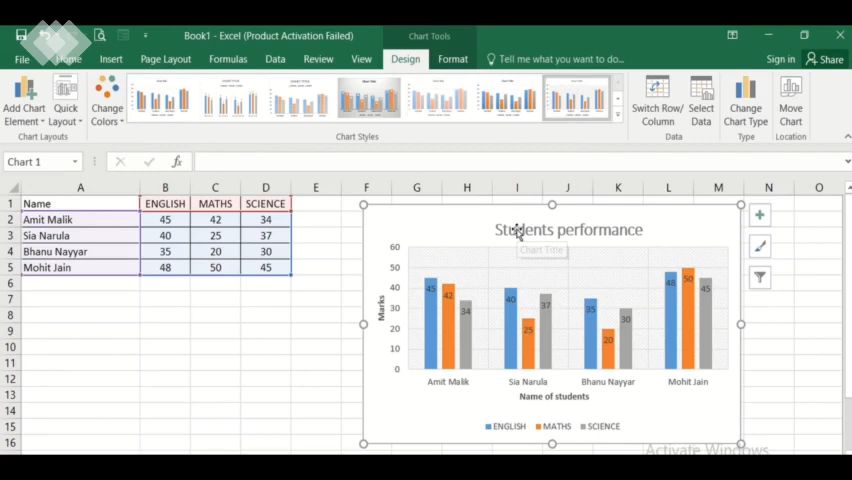 Book1 - Excel (Product Activation Failed)
Chart Tools
File Home Insert Page Layout Formulas Data Review View Design Format Tell me what you want to do... Sign in Share
Add Chart Element Quick Layout Change Colors Switch Row/ Column Select Data Change Chart Type Move Chart
Chart Layouts Chart Styles Data Type Location
Chart 1 fx
A B C D E F G H I J K L M N O
1 Name ENGLISH MATHS SCIENCE
2 Amit Malik 45 42 34
3 Sia Narula 40 25 37
4 Bhanu Nayyar 35 20 30
5 Mohit Jain 48 50 45
6
7
8
9
10
11
12
13
14
15
16
Students performance
Chart Title
60
50
40
30
20
10
0
Marks
45 42 34 40 25 37 35 20 30 48 50 45
Amit Malik Sia Narula Bhanu Nayyar Mohit Jain
Name of students
ENGLISH MATHS SCIENCE
Activate Windows